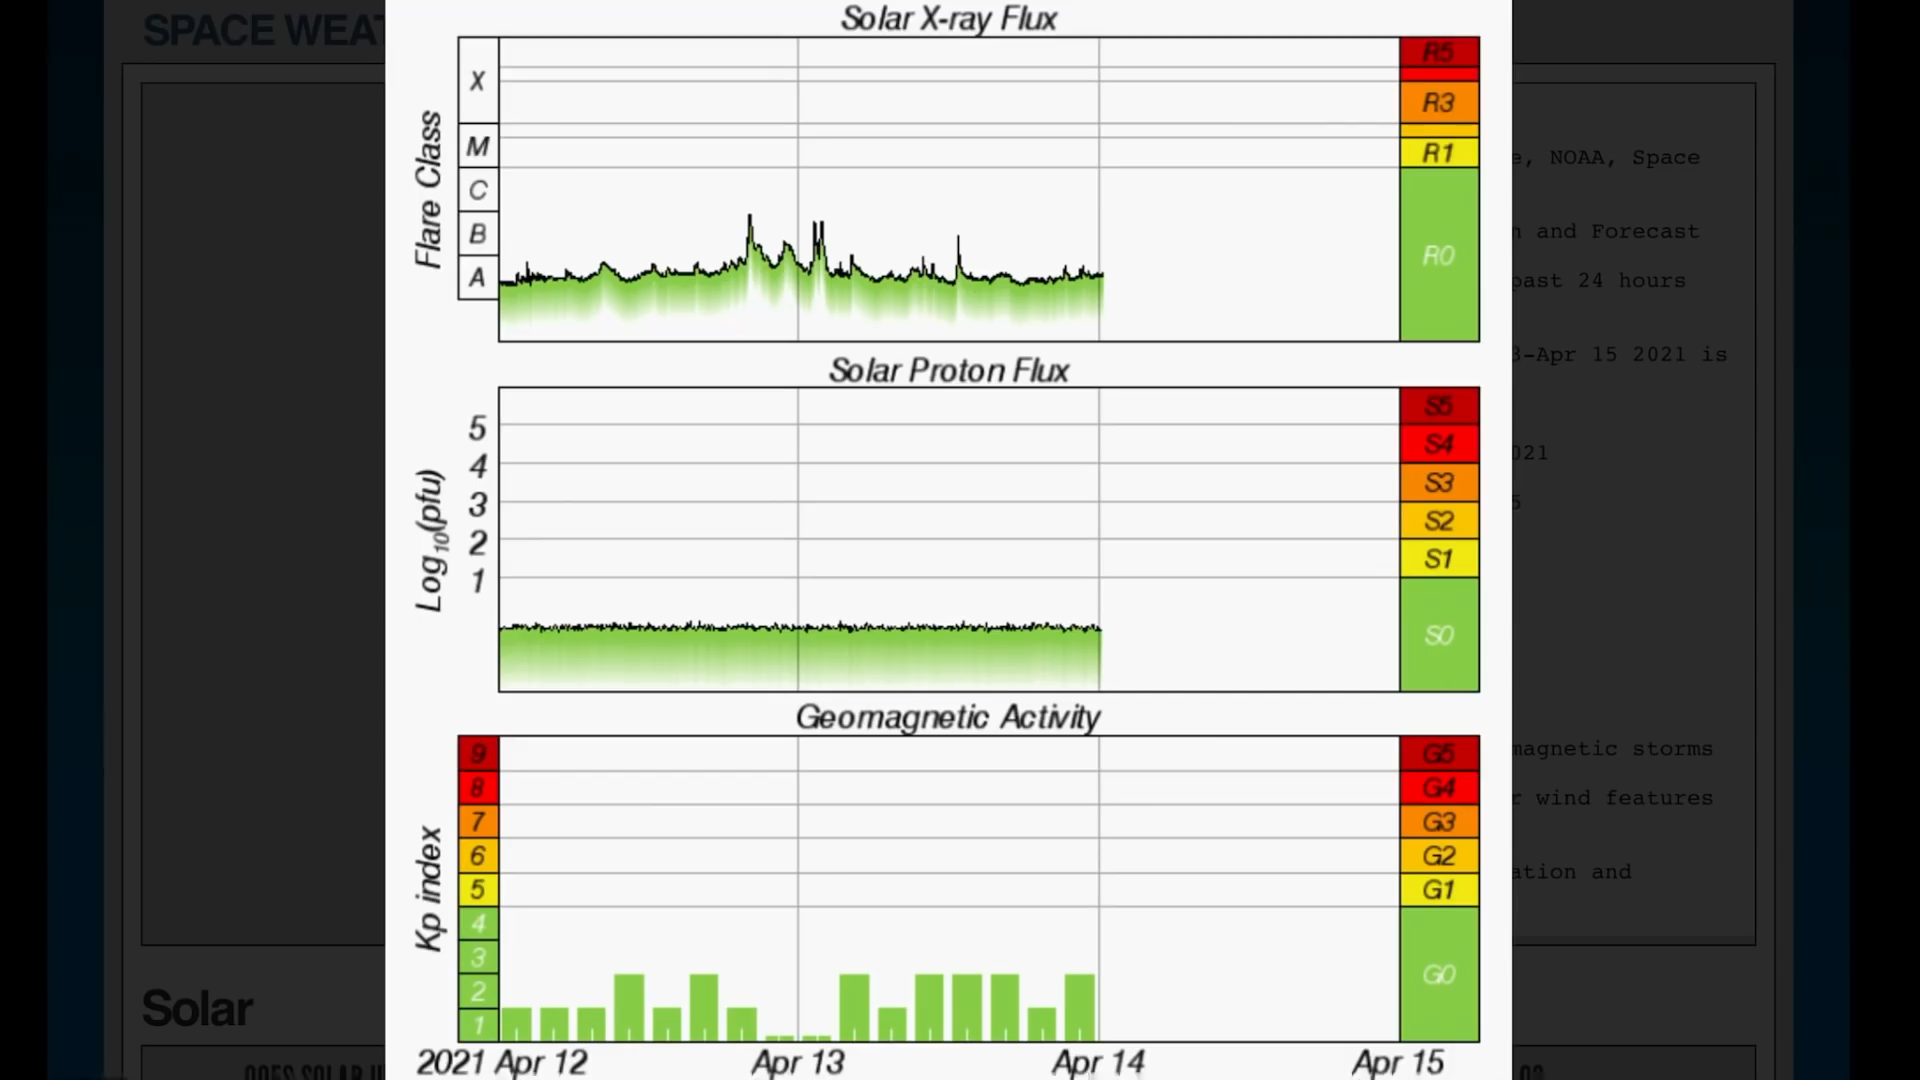 SPACE WEAT
Solar X-ray Flux
Flare Class
X
M
C
B
A
R5
R3
R1
R0
Solar Proton Flux
Log10(pfu)
5
4
3
2
1
S5
S4
S3
S2
S1
S0
Geomagnetic Activity
Kp index
9
8
7
6
5
4
3
2
1
G5
G4
G3
G2
G1
G0
2021 Apr 12 Apr 13 Apr 14 Apr 15
e, NOAA, Space
n and Forecast
past 24 hours
3-Apr 15 2021 is
021
5
magnetic storms
r wind features
ation and
Solar